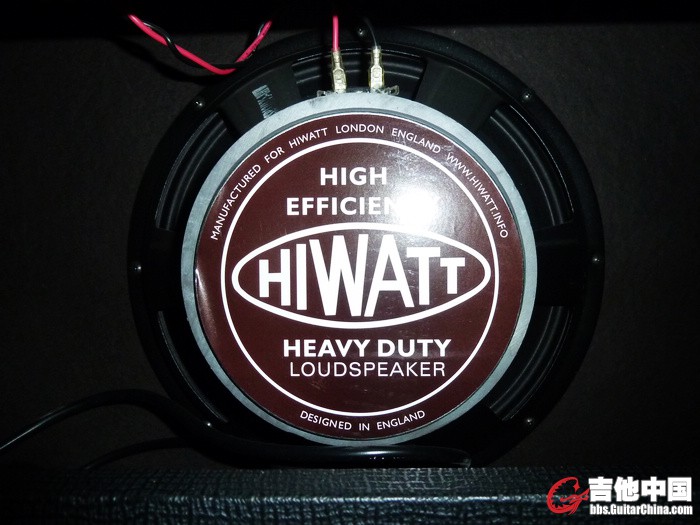 MANUFACTURED FOR HIWATT LONDON ENGLAND WWW.HIWATT.INFO
HIGH
EFFICIENCY
HIWATT
HEAVY DUTY
LOUDSPEAKER
DESIGNED IN ENGLAND
吉他中国
bbs.GuitarChina.com